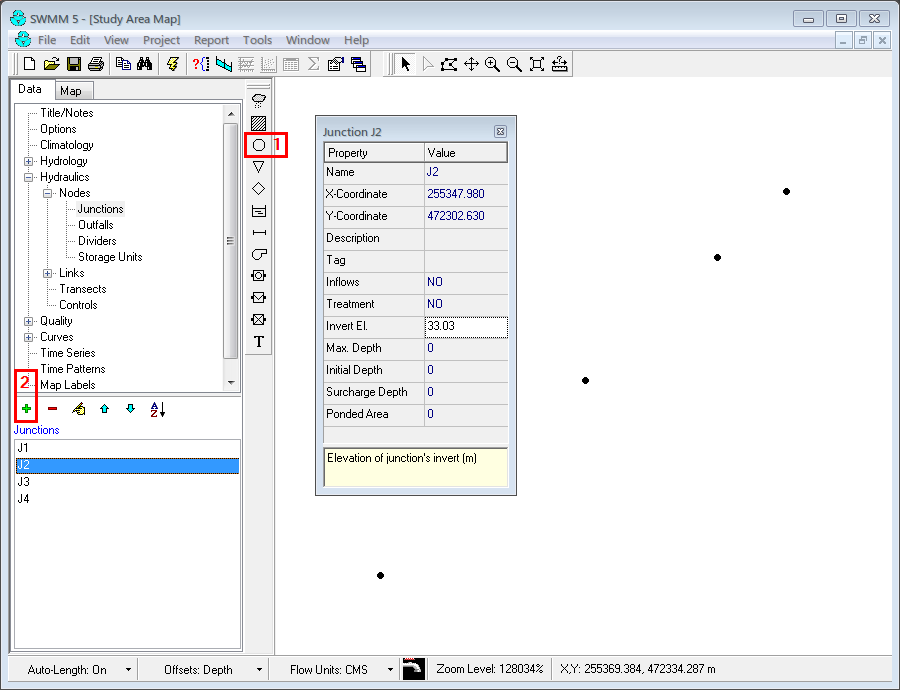 SWMM 5 - [Study Area Map]
File Edit View Project Report Tools Window Help
Data Map
Title/Notes
Options
Climatology
Hydrology
Hydraulics
Nodes
Junctions
Outfalls
Dividers
Storage Units
Links
Transects
Controls
Quality
Curves
Time Series
Time Patterns
Map Labels
2
Junctions
J1
J2
J3
J4
1
T
Junction J2
Property Value
Name J2
X-Coordinate 255347.980
Y-Coordinate 472302.630
Description
Tag
Inflows NO
Treatment NO
Invert El. 33.03
Max. Depth 0
Initial Depth 0
Surcharge Depth 0
Ponded Area 0
Elevation of junction's invert (m)
Auto-Length: On Offsets: Depth Flow Units: CMS Zoom Level: 128034% X,Y: 255369.384, 472334.287 m